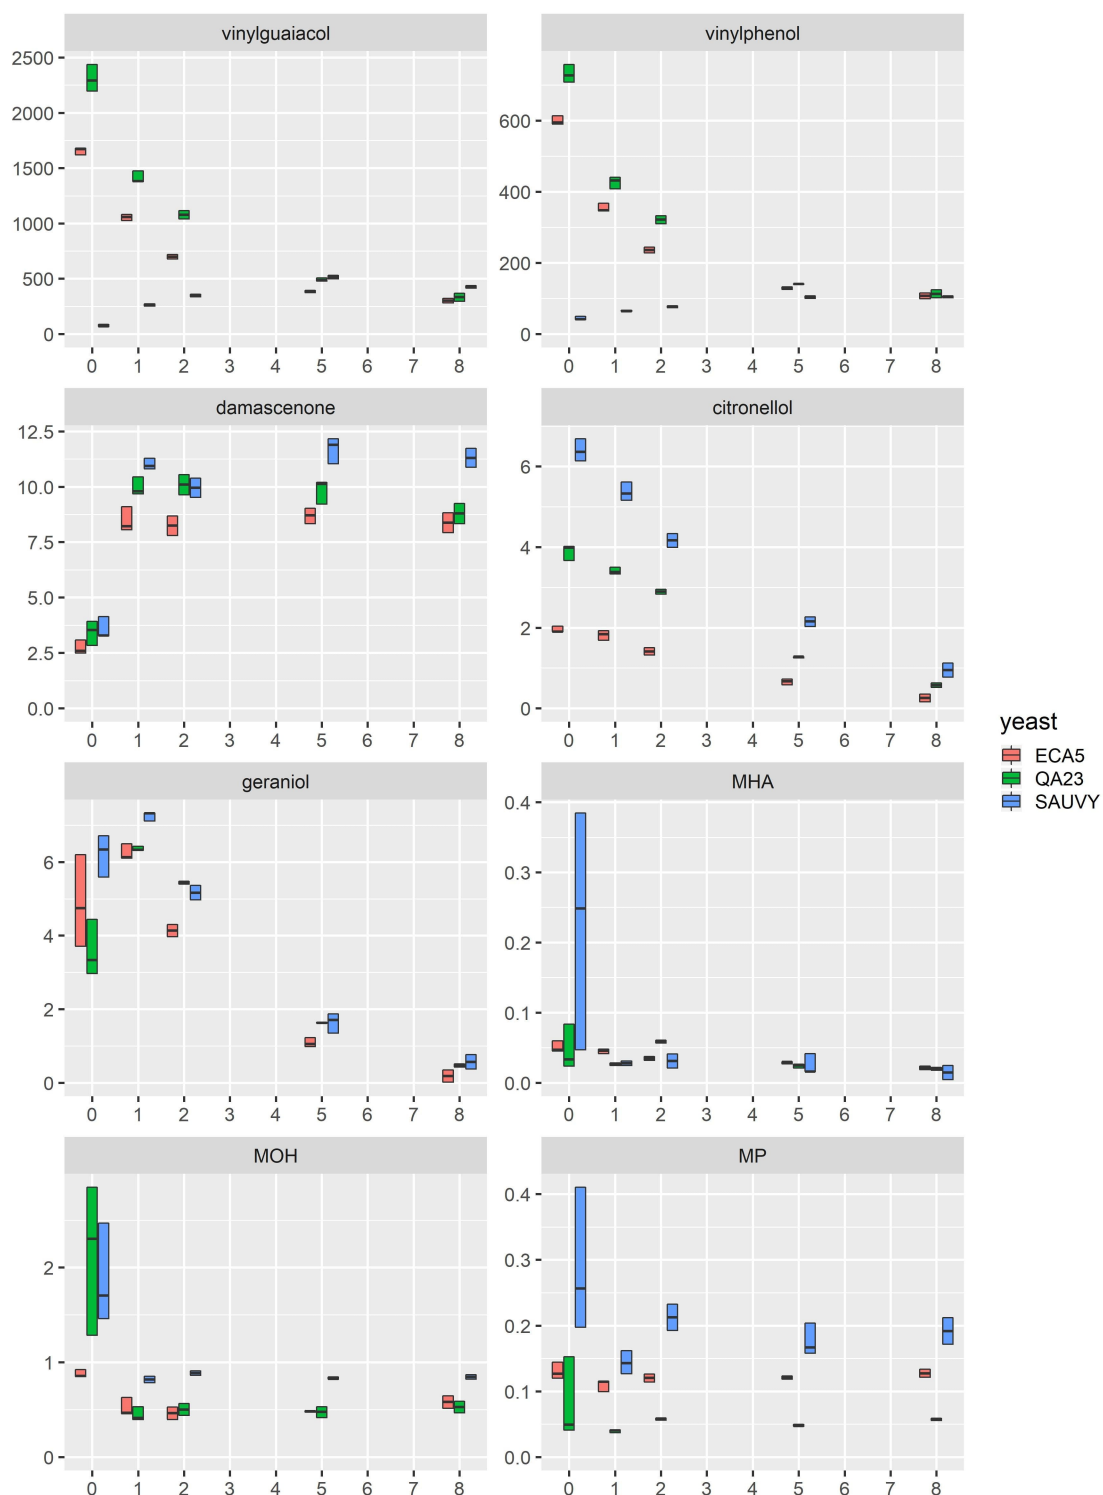 vinylguaiacol
2500
2000
1500
1000
500
0
0 1 2 3 4 5 6 7 8
vinylphenol
600
400
200
0
0 1 2 3 4 5 6 7 8
damascenone
12.5
10.0
7.5
5.0
2.5
0.0
0 1 2 3 4 5 6 7 8
citronellol
6
4
2
0
0 1 2 3 4 5 6 7 8
geraniol
6
4
2
0
0 1 2 3 4 5 6 7 8
MHA
0.4
0.3
0.2
0.1
0.0
0 1 2 3 4 5 6 7 8
MOH
2
1
0
0 1 2 3 4 5 6 7 8
MP
0.4
0.3
0.2
0.1
0.0
0 1 2 3 4 5 6 7 8
yeast
ECA5
QA23
SAUVY